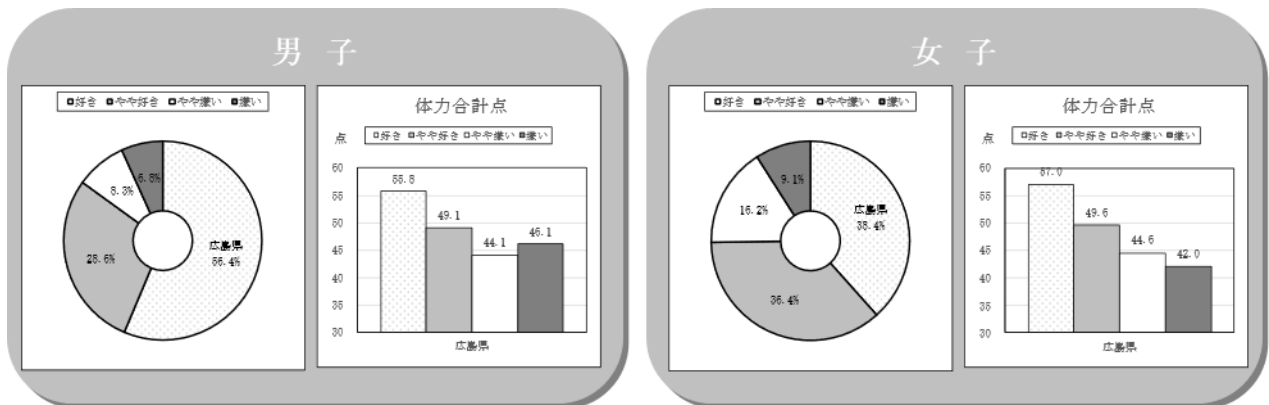 男 子
□好き ■やや好き □やや嫌い ■嫌い
6.8%
8.3%
28.6%
広島県
56.4%
体力合計点
点
□好き ■やや好き □やや嫌い ■嫌い
60
55
50
45
40
35
30
55.8
49.1
44.1
46.1
広島県
女 子
□好き ■やや好き □やや嫌い ■嫌い
9.1%
16.2%
36.4%
広島県
38.4%
体力合計点
点
□好き ■やや好き □やや嫌い ■嫌い
60
55
50
45
40
35
30
57.0
49.6
44.6
42.0
広島県